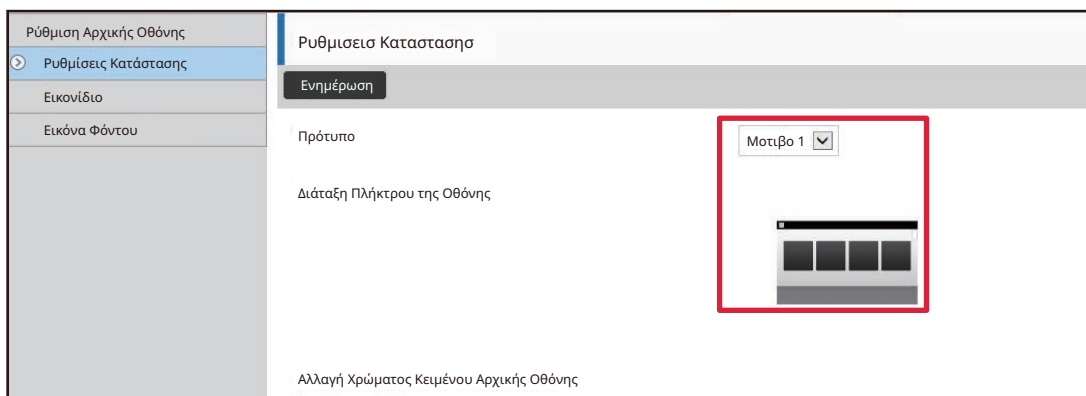 Ρύθμιση Αρχικής Οθόνης
Ρυθμίσεις Κατάστασης
Εικονίδιο
Εικόνα Φόντου
Ρυθμισεισ Καταστασησ
Ενημέρωση
Πρότυπο
Μοτιβο 1
Διάταξη Πλήκτρου της Οθόνης
Αλλαγή Χρώματος Κειμένου Αρχικής Οθόνης